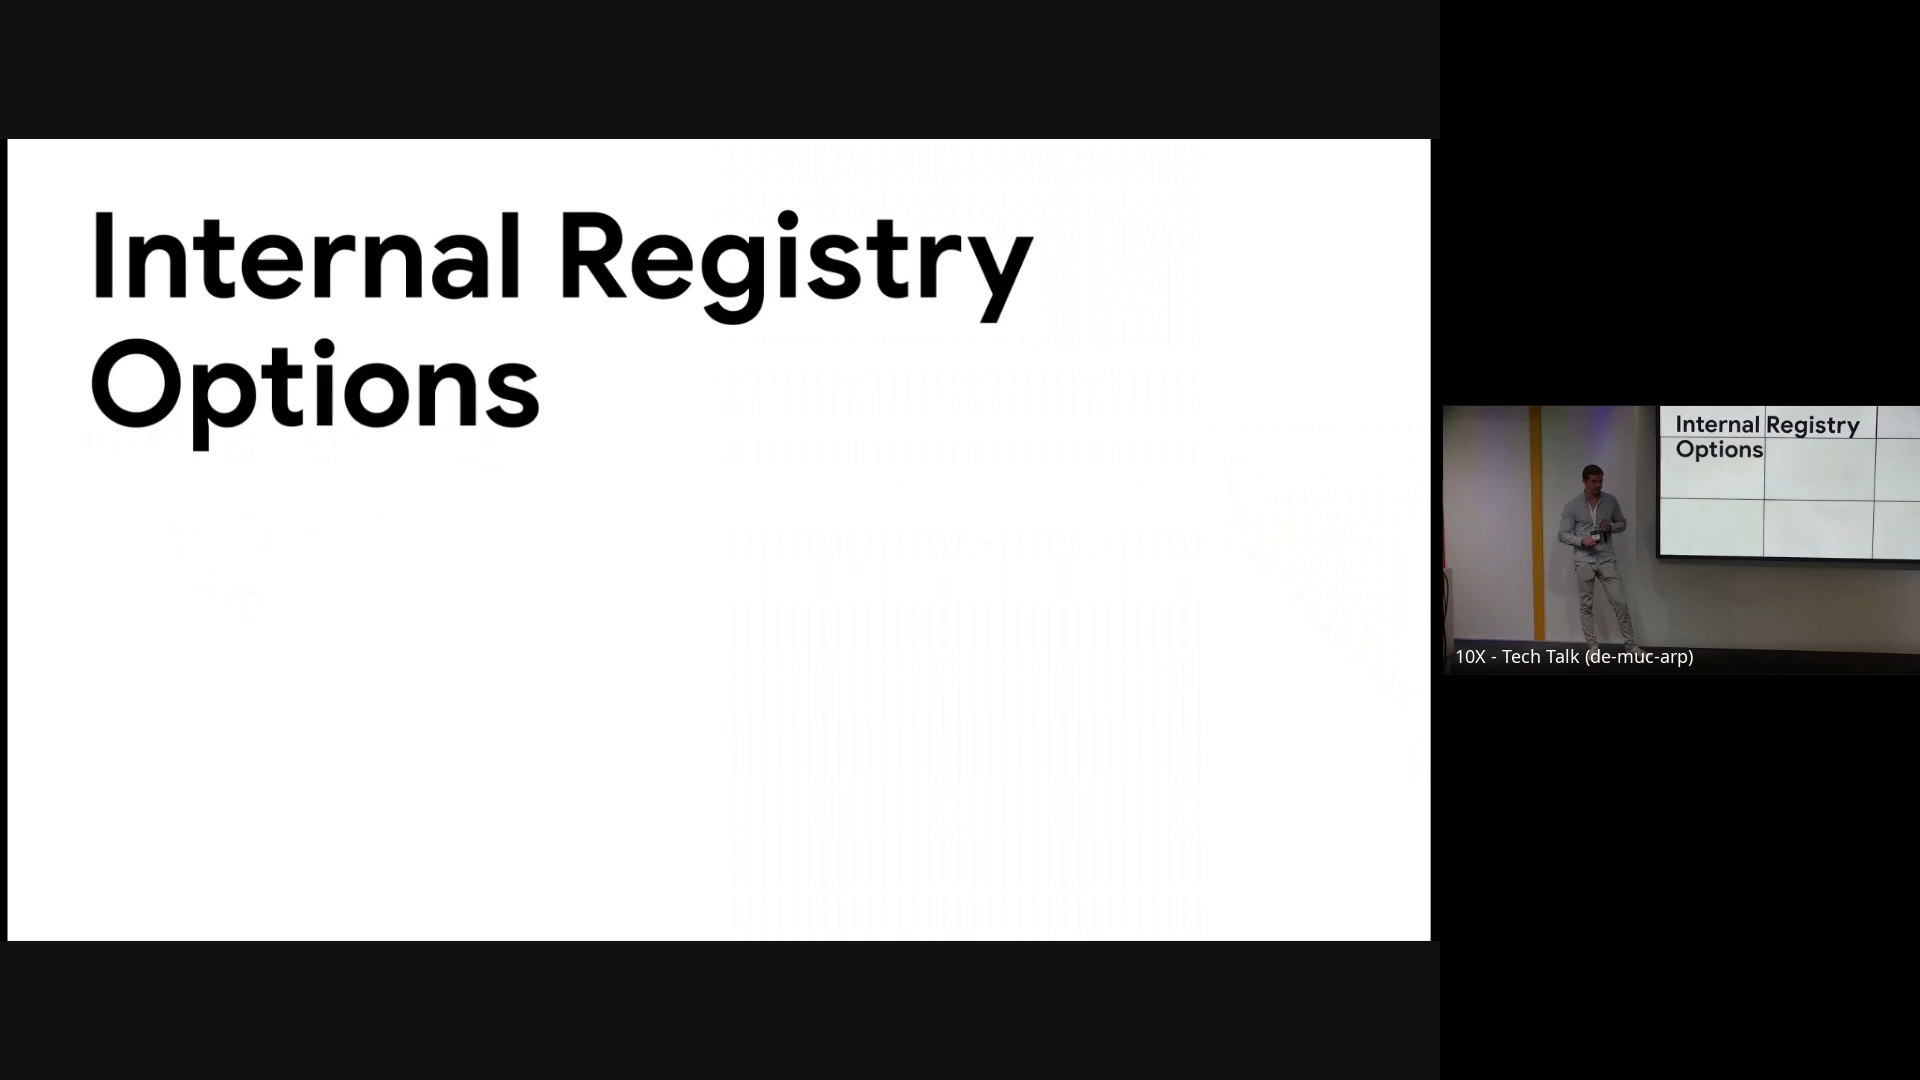 Internal Registry
Options
Internal Registry
Options
10X - Tech Talk (de-muc-arp)